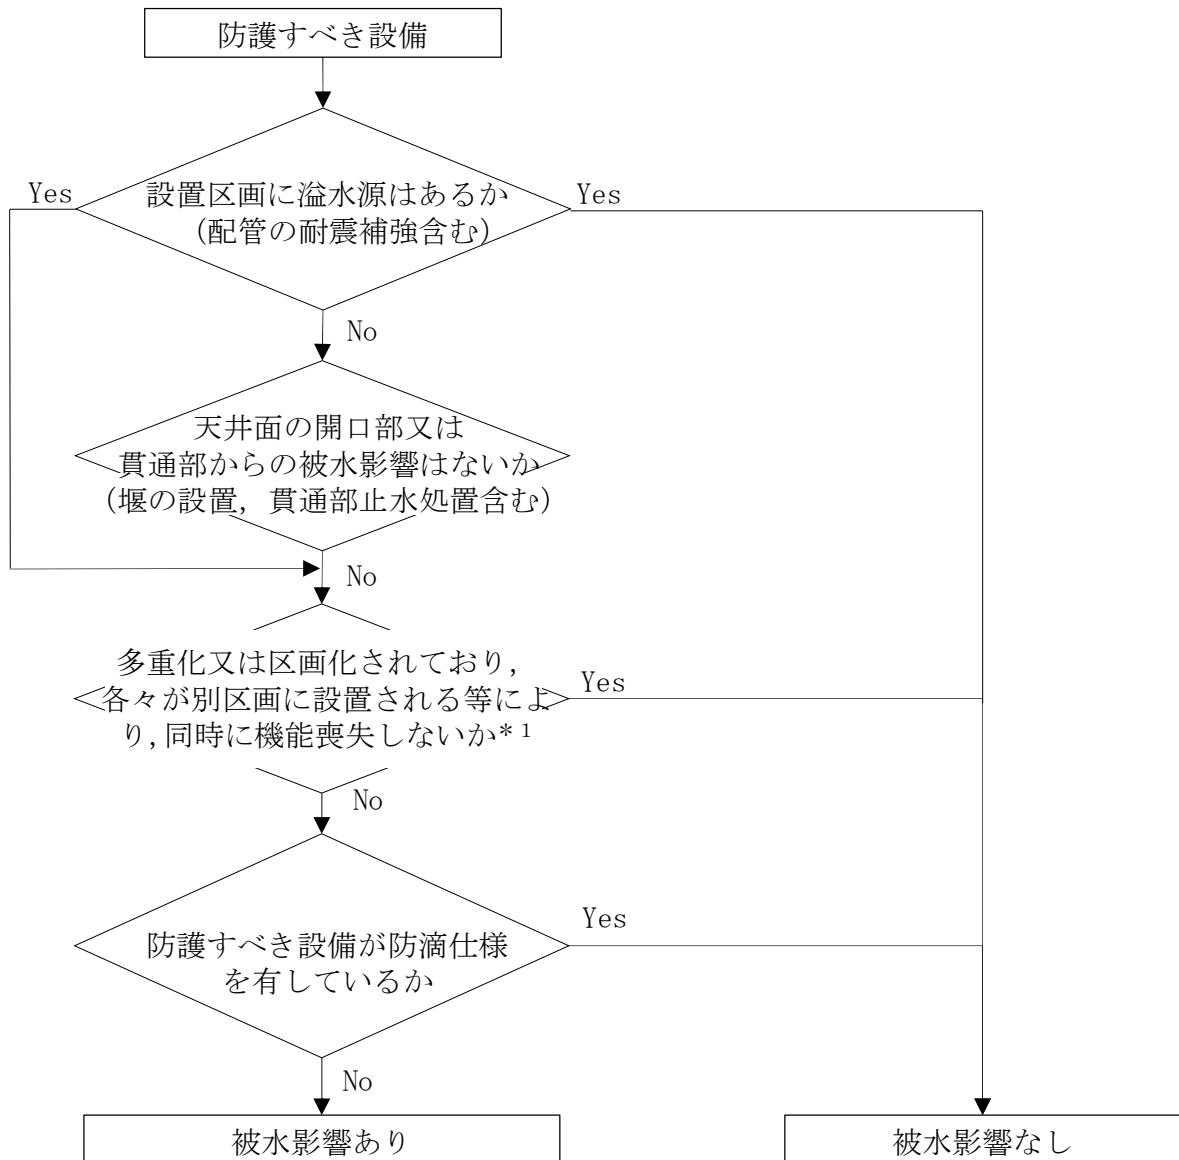 防護すべき設備
Yes
設置区画に溢水源はあるか
(配管の耐震補強含む)
Yes
No
天井面の開口部又は
貫通部からの被水影響はないか
(堰の設置，貫通部止水処置含む)
No
多重化又は区画化されており，
各々が別区画に設置される等によ
り，同時に機能喪失しないか*1
Yes
No
防護すべき設備が防滴仕様
を有しているか
Yes
No
被水影響あり
被水影響なし